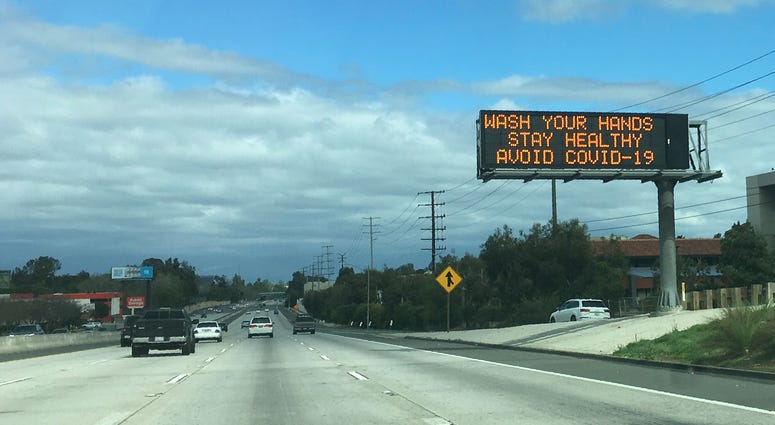 WASH YOUR HANDS
STAY HEALTHY
AVOID COVID-19